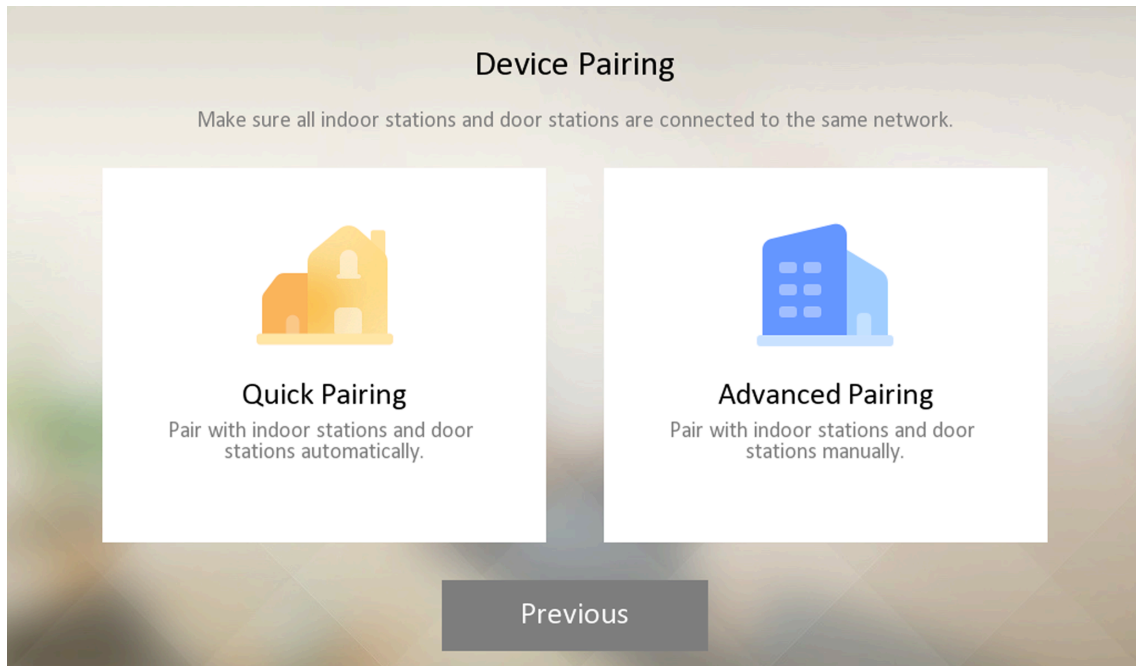 Device Pairing
Make sure all indoor stations and door stations are connected to the same network.
Quick Pairing
Pair with indoor stations and door
stations automatically.
Advanced Pairing
Pair with indoor stations and door
stations manually.
Previous